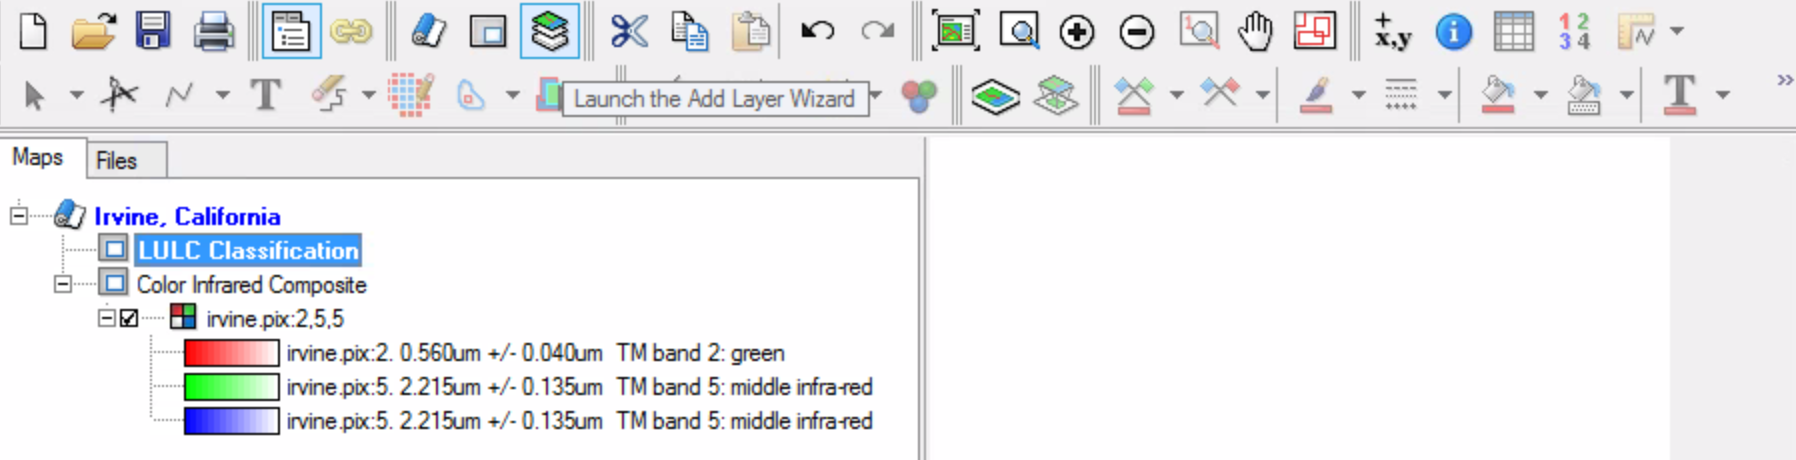 +
x,y
1 2
3 4
T
Launch the Add Layer Wizard
T
Maps
Files
Irvine, California
LULC Classification
Color Infrared Composite
irvine.pix:2,5,5
irvine.pix:2. 0.560um +/- 0.040um TM band 2: green
irvine.pix:5. 2.215um +/- 0.135um TM band 5: middle infra-red
irvine.pix:5. 2.215um +/- 0.135um TM band 5: middle infra-red